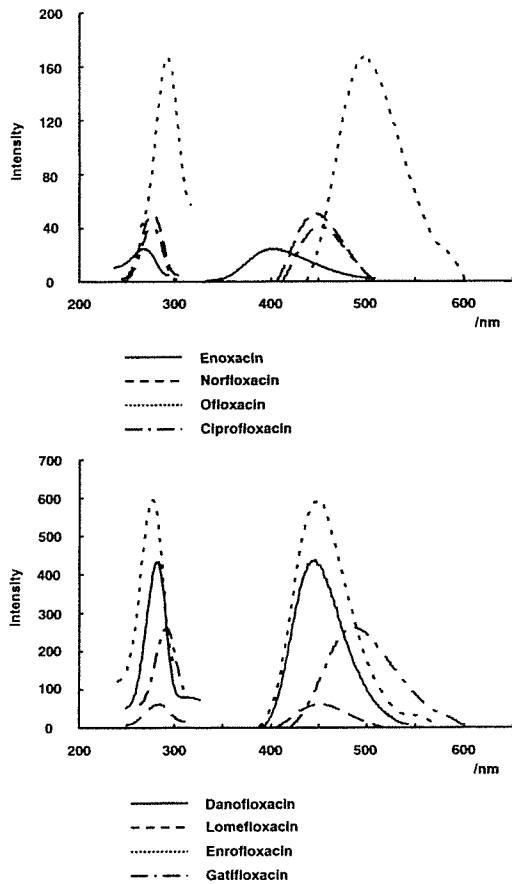 200
160
120
80
40
0
Intensity
200 300 400 500 600
/nm
Enoxacin
Norfloxacin
Ofloxacin
Ciprofloxacin
700
600
500
400
300
200
100
0
Intensity
200 300 400 500 600
/nm
Danofloxacin
Lomefloxacin
Enrofloxacin
Gatifloxacin